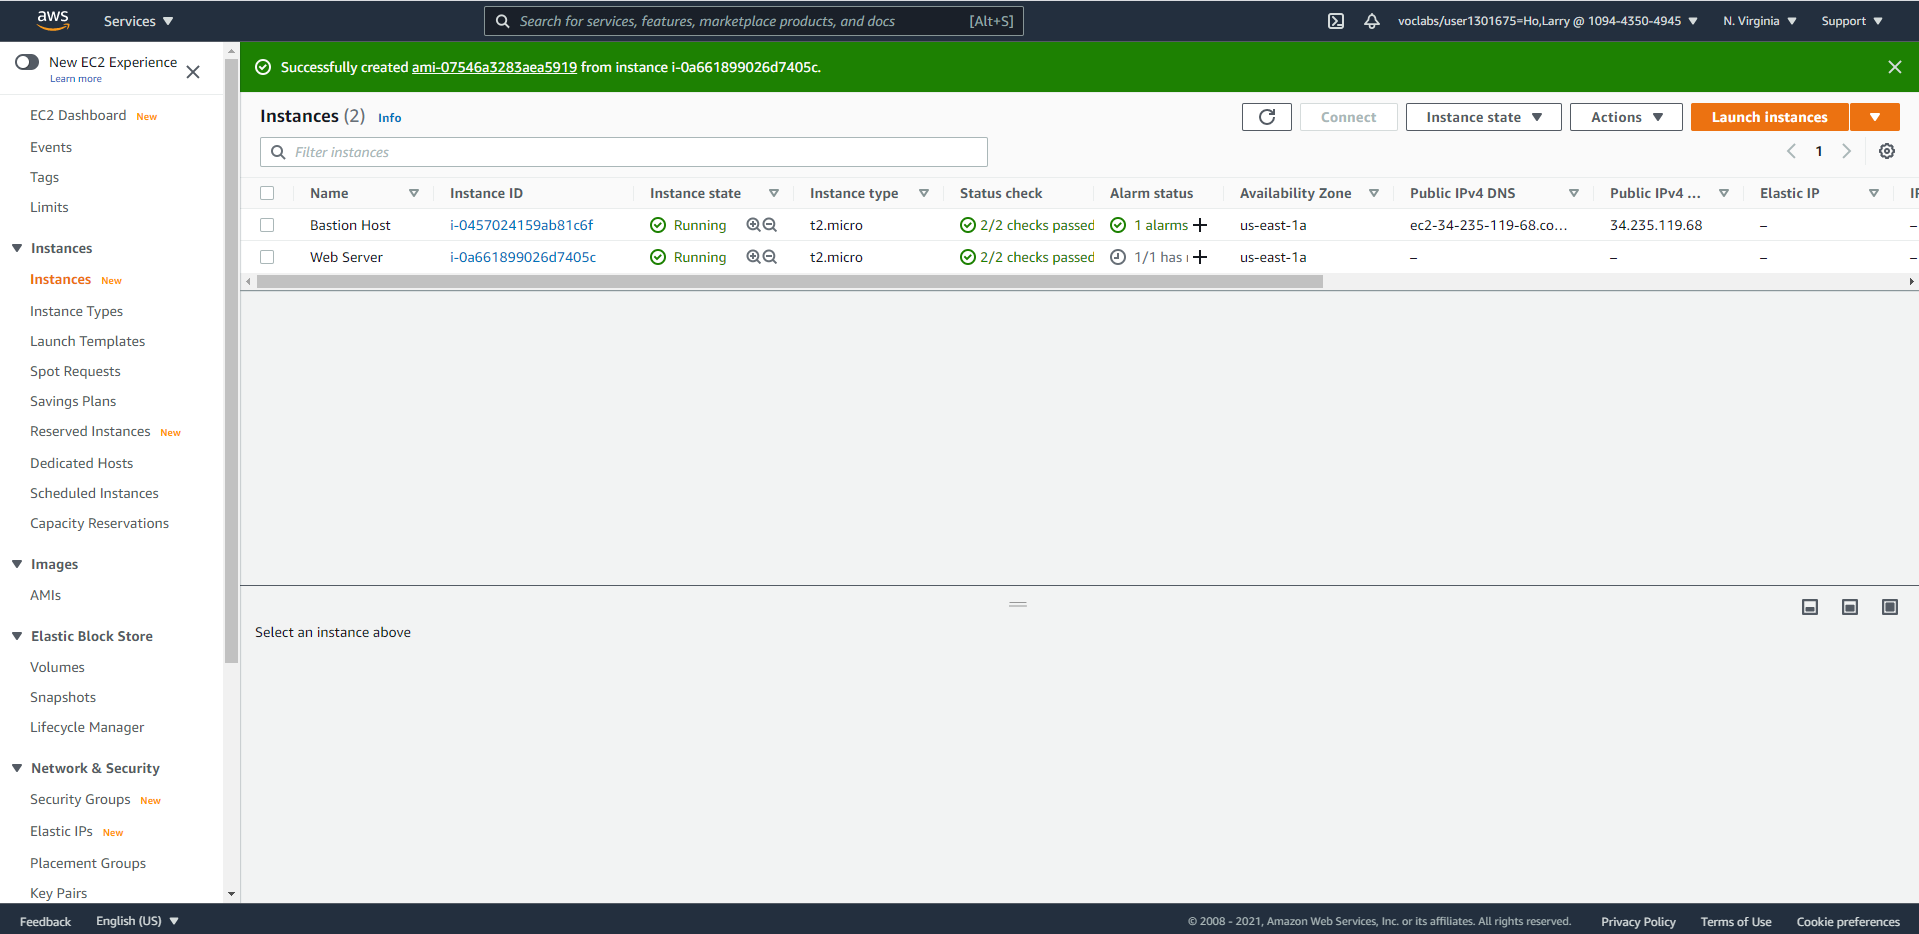 aws Services Search for services, features, marketplace products, and docs [Alt+S] voclabs/user1301675=Ho,Larry @ 1094-4350-4945 N. Virginia Support
New EC2 Experience
Learn more
EC2 Dashboard New
Events
Tags
Limits
Instances
Instances New
Instance Types
Launch Templates
Spot Requests
Savings Plans
Reserved Instances New
Dedicated Hosts
Scheduled Instances
Capacity Reservations
Images
AMIs
Elastic Block Store
Volumes
Snapshots
Lifecycle Manager
Network & Security
Security Groups New
Elastic IPs New
Placement Groups
Key Pairs
Successfully created ami-07546a3283aea5919 from instance i-0a661899026d7405c.
Instances (2) Info Connect Instance state Actions Launch instances
Filter instances 1
Name Instance ID Instance state Instance type Status check Alarm status Availability Zone Public IPv4 DNS Public IPv4 ... Elastic IP
Bastion Host i-0457024159ab81c6f Running t2.micro 2/2 checks passed 1 alarms us-east-1a ec2-34-235-119-68.co... 34.235.119.68 – –
Web Server i-0a661899026d7405c Running t2.micro 2/2 checks passed 1/1 has us-east-1a – – – –
Select an instance above
Feedback English (US) © 2008 - 2021, Amazon Web Services, Inc. or its affiliates. All rights reserved. Privacy Policy Terms of Use Cookie preferences